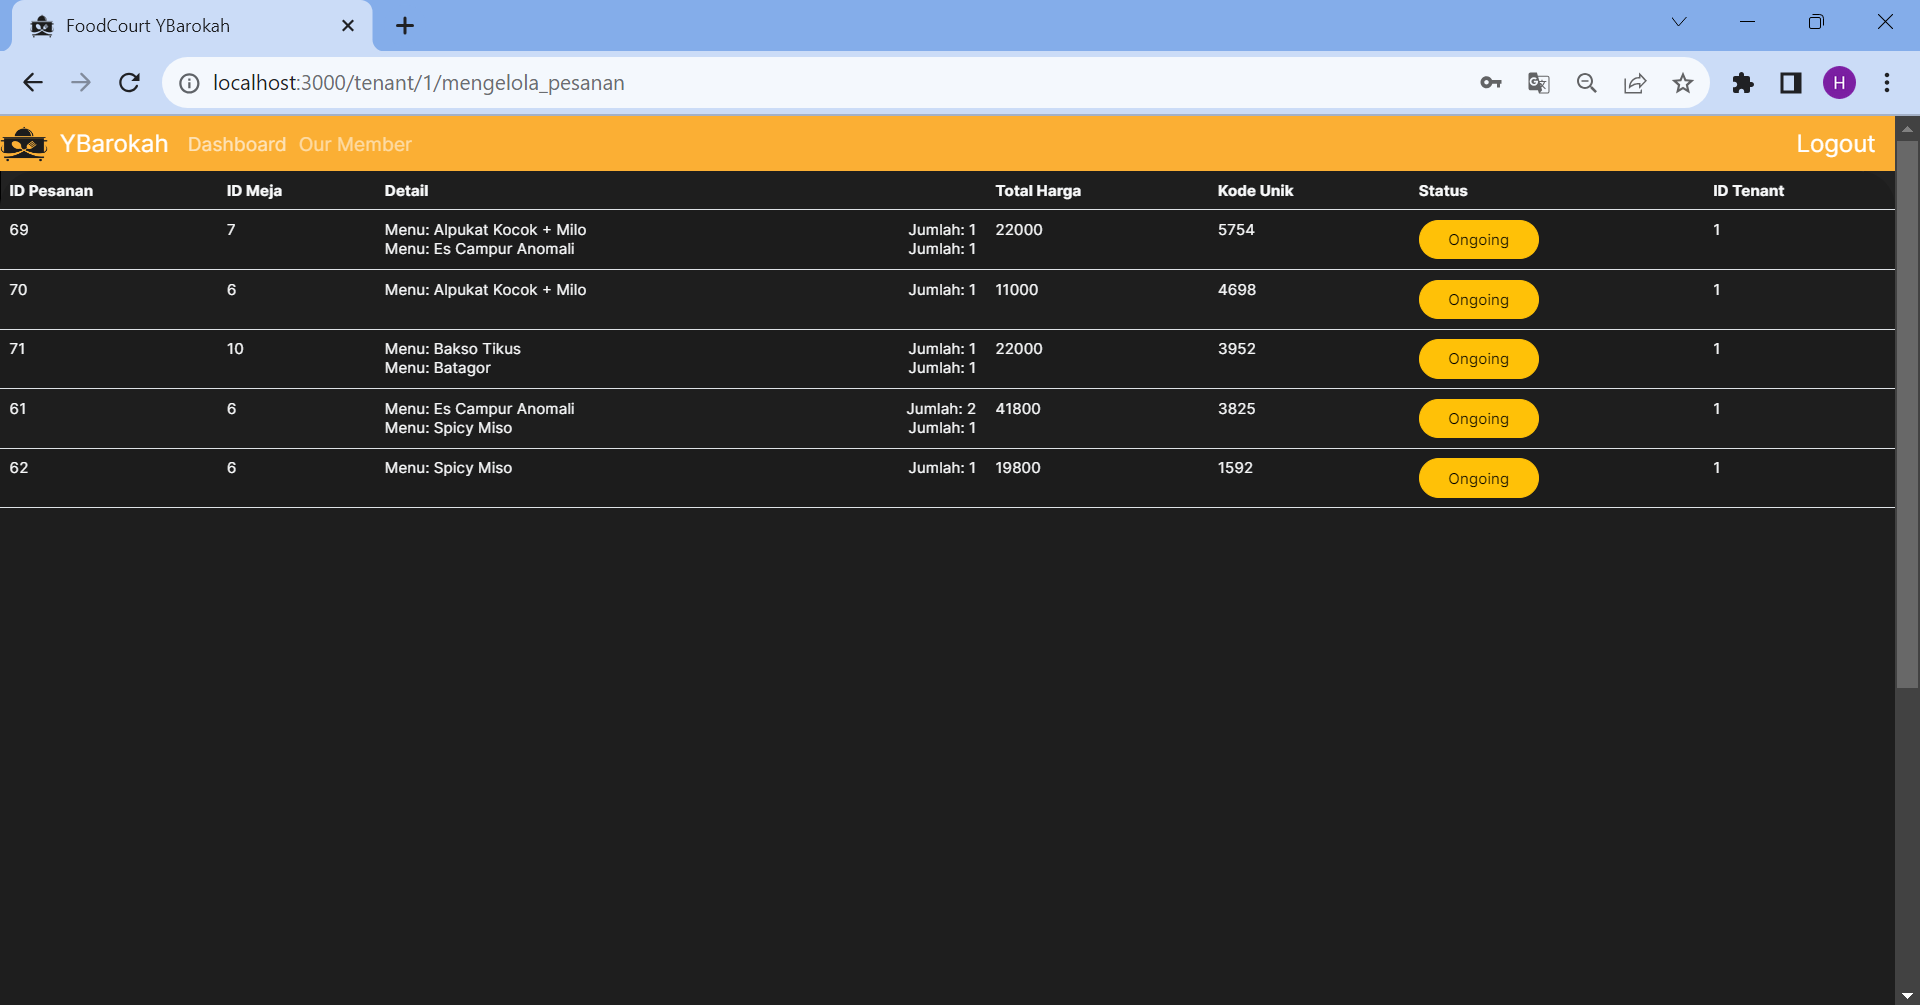 FoodCourt YBarokah
localhost:3000/tenant/1/mengelola_pesanan
H
YBarokah Dashboard Our Member Logout
ID Pesanan ID Meja Detail Total Harga Kode Unik Status ID Tenant
69 7 Menu: Alpukat Kocok + Milo Jumlah: 1 22000 5754 Ongoing 1
Menu: Es Campur Anomali Jumlah: 1
70 6 Menu: Alpukat Kocok + Milo Jumlah: 1 11000 4698 Ongoing 1
71 10 Menu: Bakso Tikus Jumlah: 1 22000 3952 Ongoing 1
Menu: Batagor Jumlah: 1
61 6 Menu: Es Campur Anomali Jumlah: 2 41800 3825 Ongoing 1
Menu: Spicy Miso Jumlah: 1
62 6 Menu: Spicy Miso Jumlah: 1 19800 1592 Ongoing 1